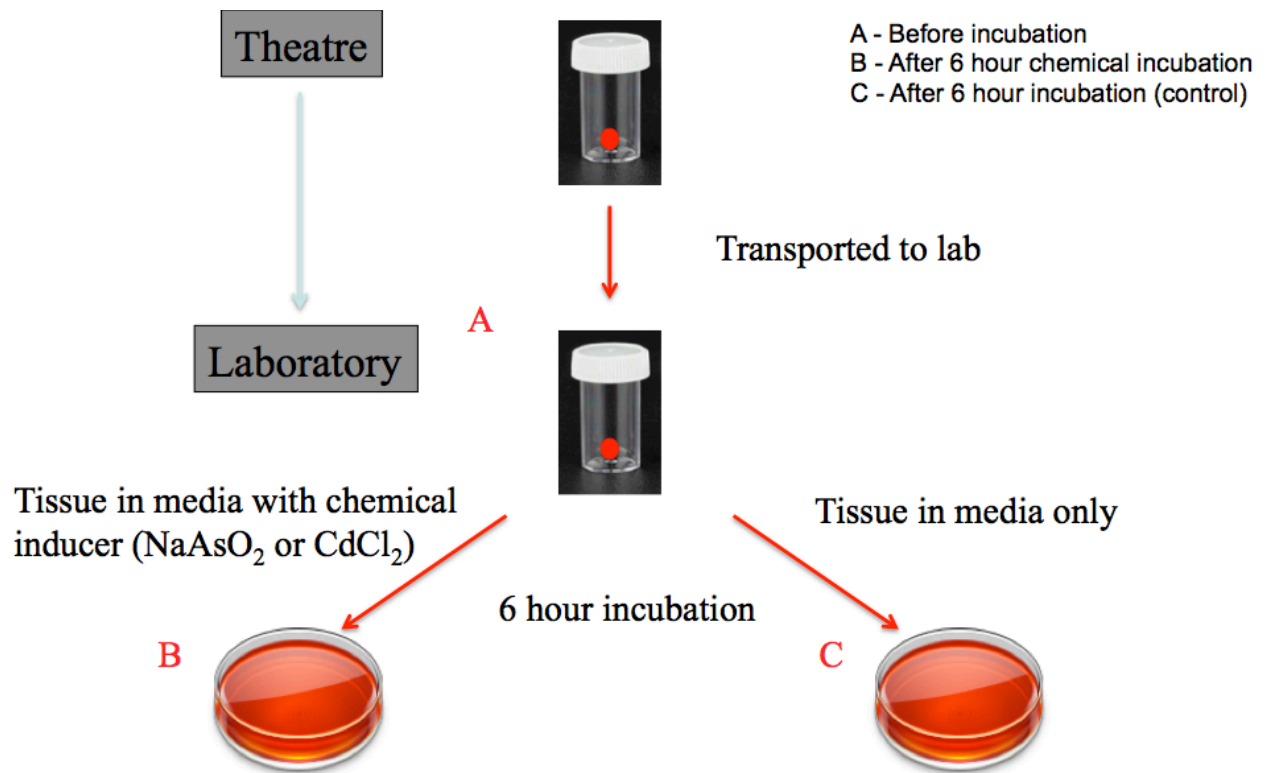 Theatre
A - Before incubation
B - After 6 hour chemical incubation
C - After 6 hour incubation (control)
Transported to lab
A
Laboratory
Tissue in media with chemical
inducer (NaAsO₂ or CdCl₂)
Tissue in media only
6 hour incubation
B
C